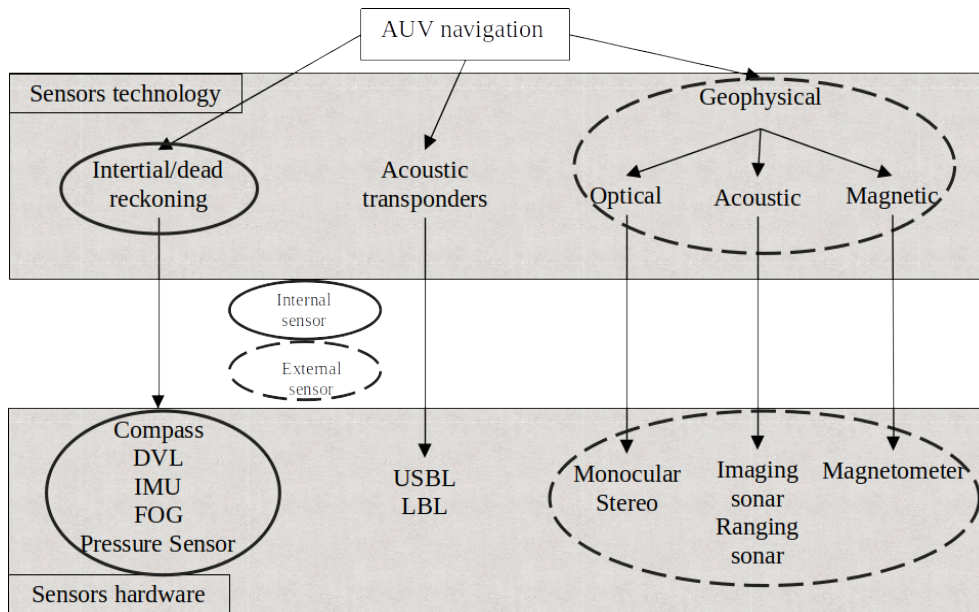 AUV navigation
Sensors technology
Geophysical
Intertial/dead
reckoning
Acoustic
transponders
Optical
Acoustic
Magnetic
Internal
sensor
External
sensor
Compass
DVL
IMU
FOG
Pressure Sensor
USBL
LBL
Monocular
Stereo
Imaging
sonar
Ranging
sonar
Magnetometer
Sensors hardware